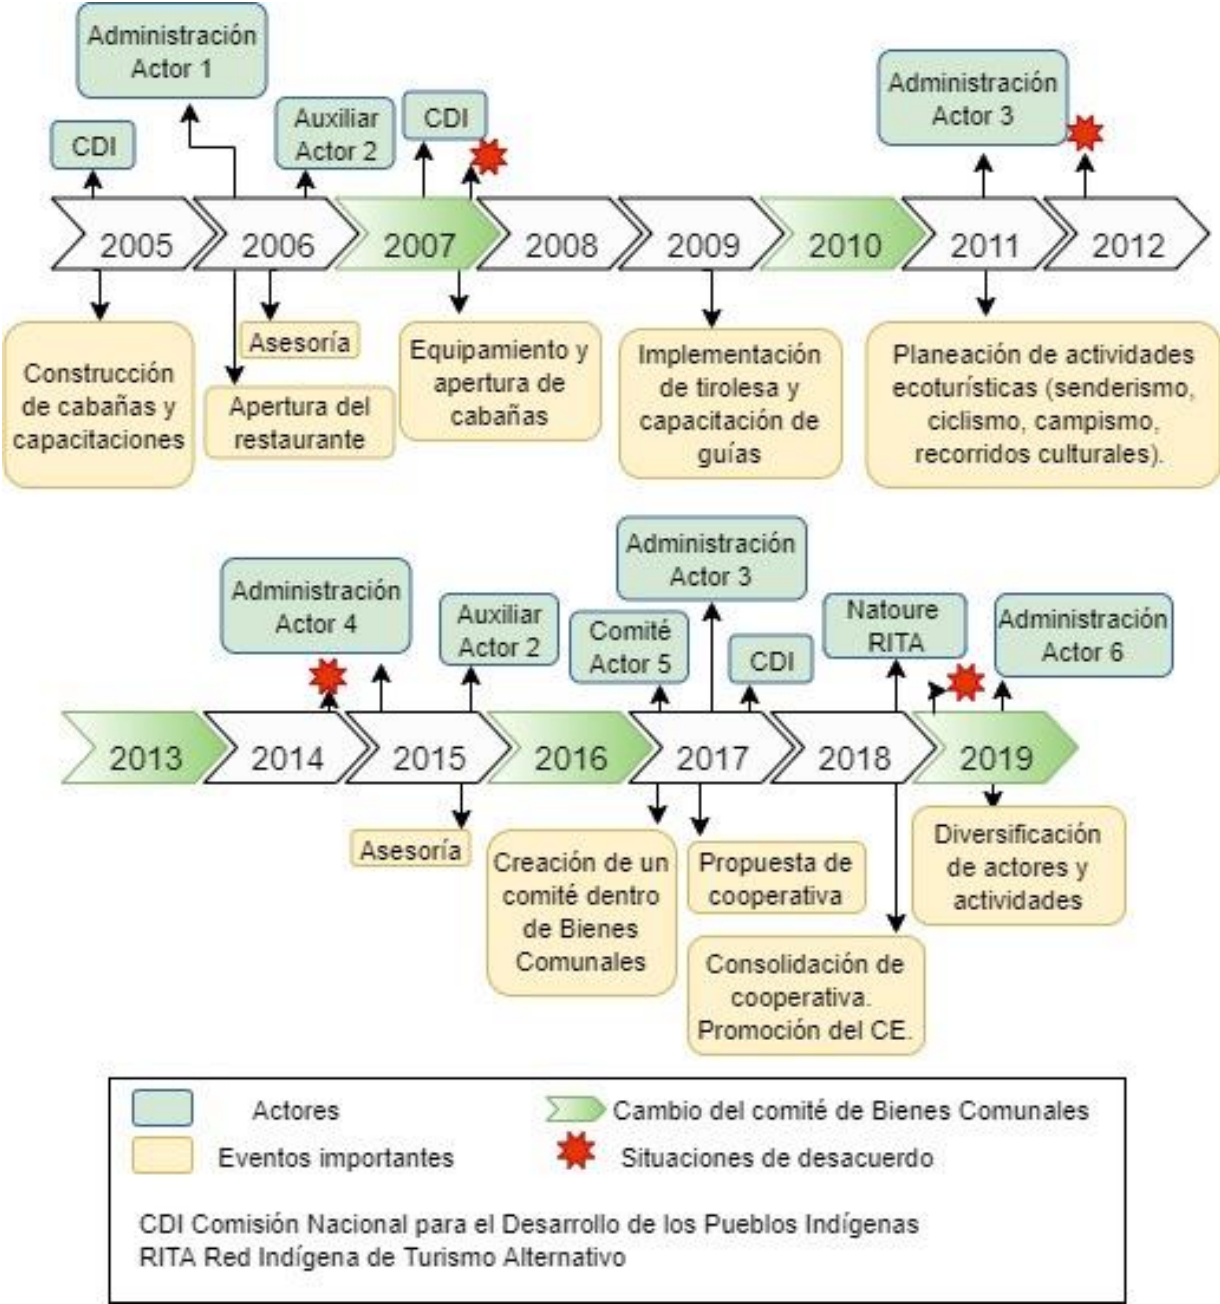 Administración
Actor 1
CDI
Auxiliar
Actor 2
CDI
Administración
Actor 3
2005
2006
2007
2008
2009
2010
2011
2012
Construcción
de cabañas y
capacitaciones
Asesoría
Apertura del
restaurante
Equipamiento y
apertura de
cabañas
Implementación
de tirolesa y
capacitación de
guías
Planeación de actividades
ecoturísticas (senderismo,
ciclismo, campismo,
recorridos culturales).
Administración
Actor 4
Auxiliar
Actor 2
Comité
Actor 5
Administración
Actor 3
CDI
Natoure
RITA
Administración
Actor 6
2013
2014
2015
2016
2017
2018
2019
Asesoría
Creación de un
comité dentro
de Bienes
Comunales
Propuesta de
cooperativa
Consolidación de
cooperativa.
Promoción del CE.
Diversificación
de actores y
actividades
Actores
Cambio del comité de Bienes Comunales
Eventos importantes
Situaciones de desacuerdo
CDI Comisión Nacional para el Desarrollo de los Pueblos Indígenas
RITA Red Indígena de Turismo Alternativo